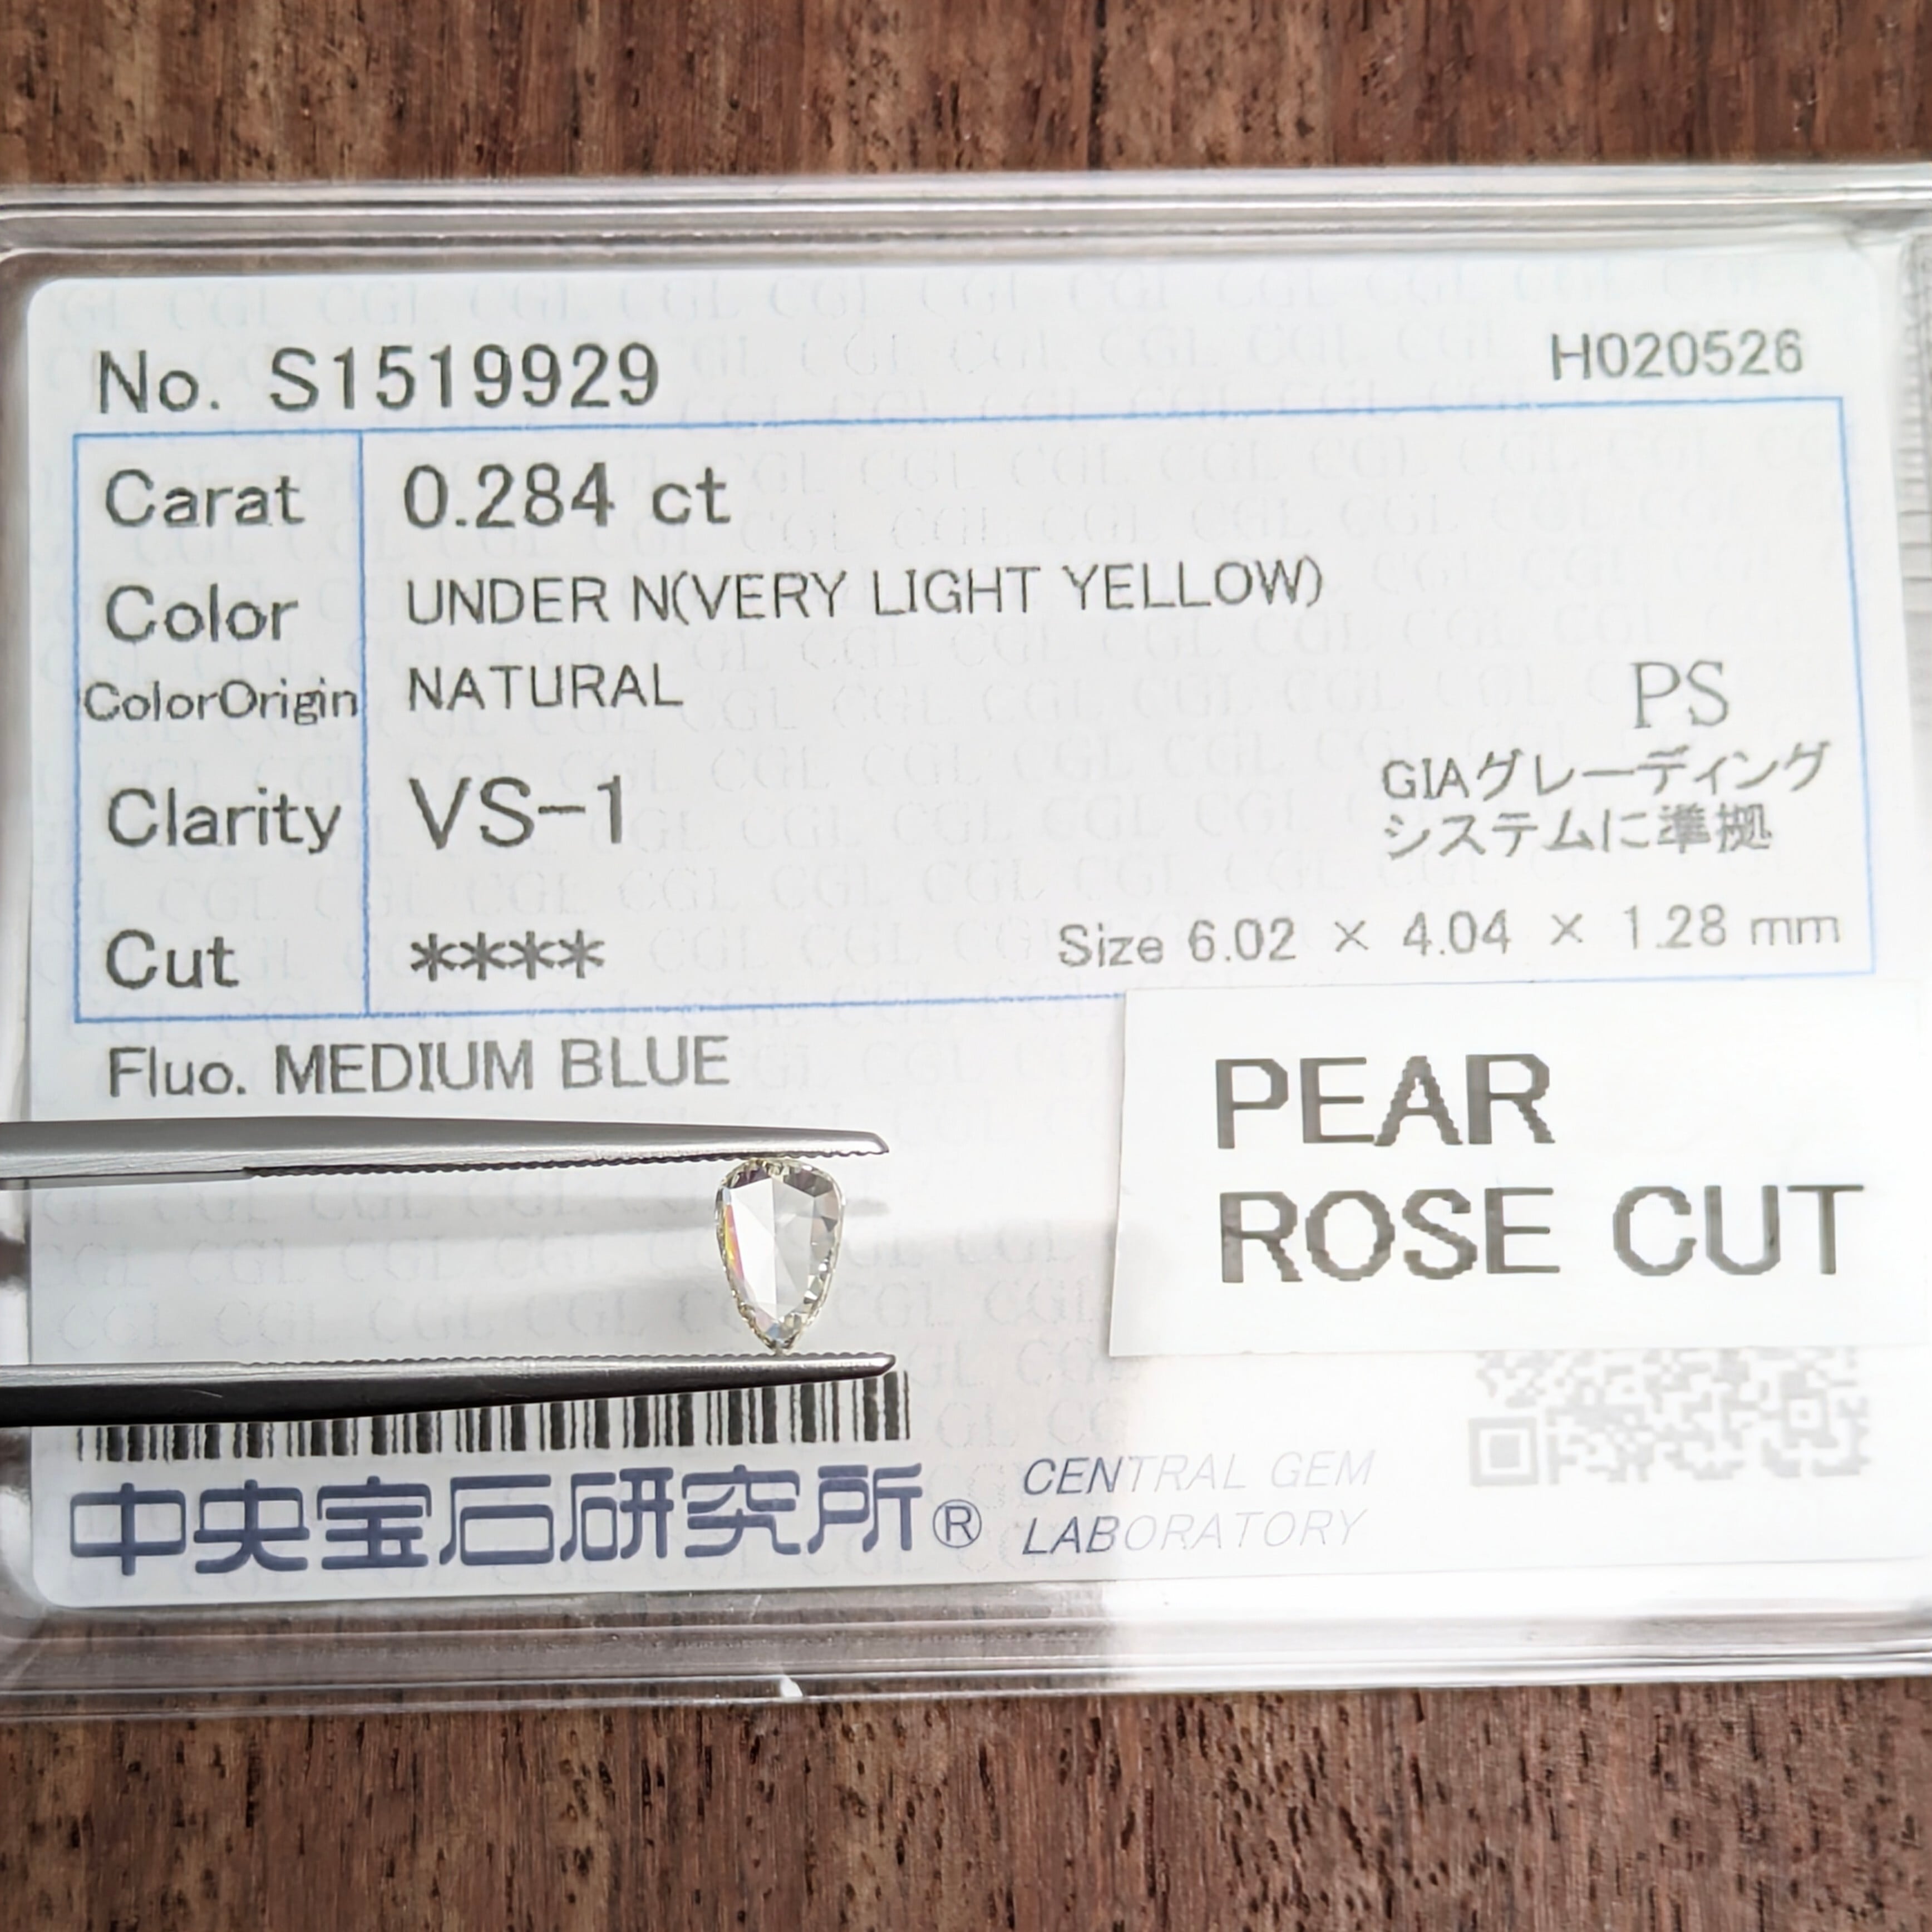 No. S1519929
H020526
Carat 0.284 ct
Color UNDER N(VERY LIGHT YELLOW)
ColorOrigin NATURAL
PS
Clarity VS-1
GIAグレーディング
システムに準拠
Cut ****
Size 6.02 × 4.04 × 1.28 mm
Fluo. MEDIUM BLUE
PEAR
ROSE CUT
中央宝石研究所®
CENTRAL GEM
LABORATORY